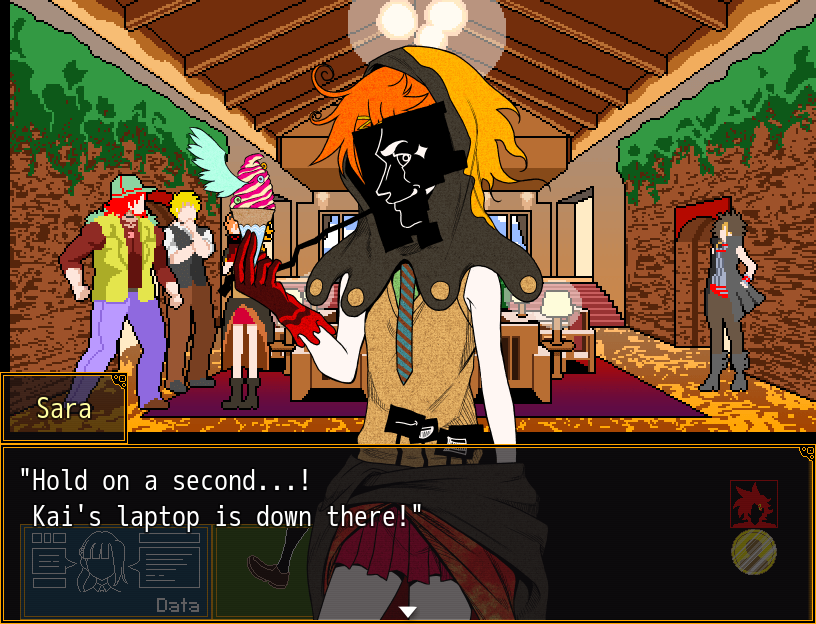 Sara
"Hold on a second...!
Kai's laptop is down there!"
Data